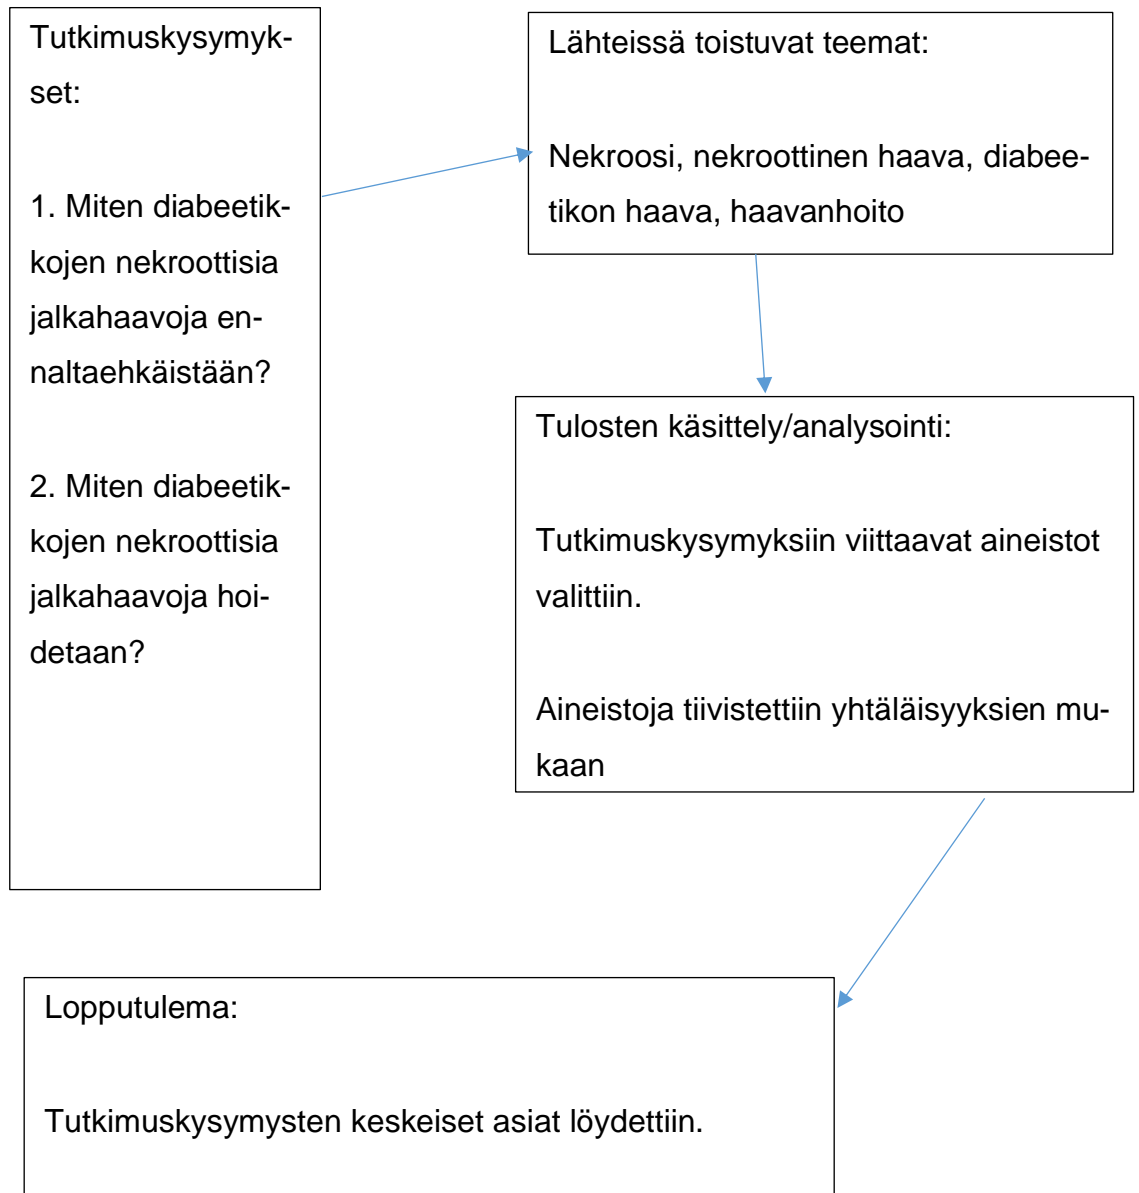 Tutkimuskysymyk-
set:
1. Miten diabeetik-
kojen nekroottisia
jalkahaavoja en-
naltaehkäistään?
2. Miten diabeetik-
kojen nekroottisia
jalkahaavoja hoi-
detaan?
Lähteissä toistuvat teemat:
Nekroosi, nekroottinen haava, diabee-
tikon haava, haavanhoito
Tulosten käsittely/analysointi:
Tutkimuskysymyksiin viittaavat aineistot
valittiin.
Aineistoja tiivistettiin yhtäläisyyksien mu-
kaan
Lopputulema:
Tutkimuskysymysten keskeiset asiat löydettiin.